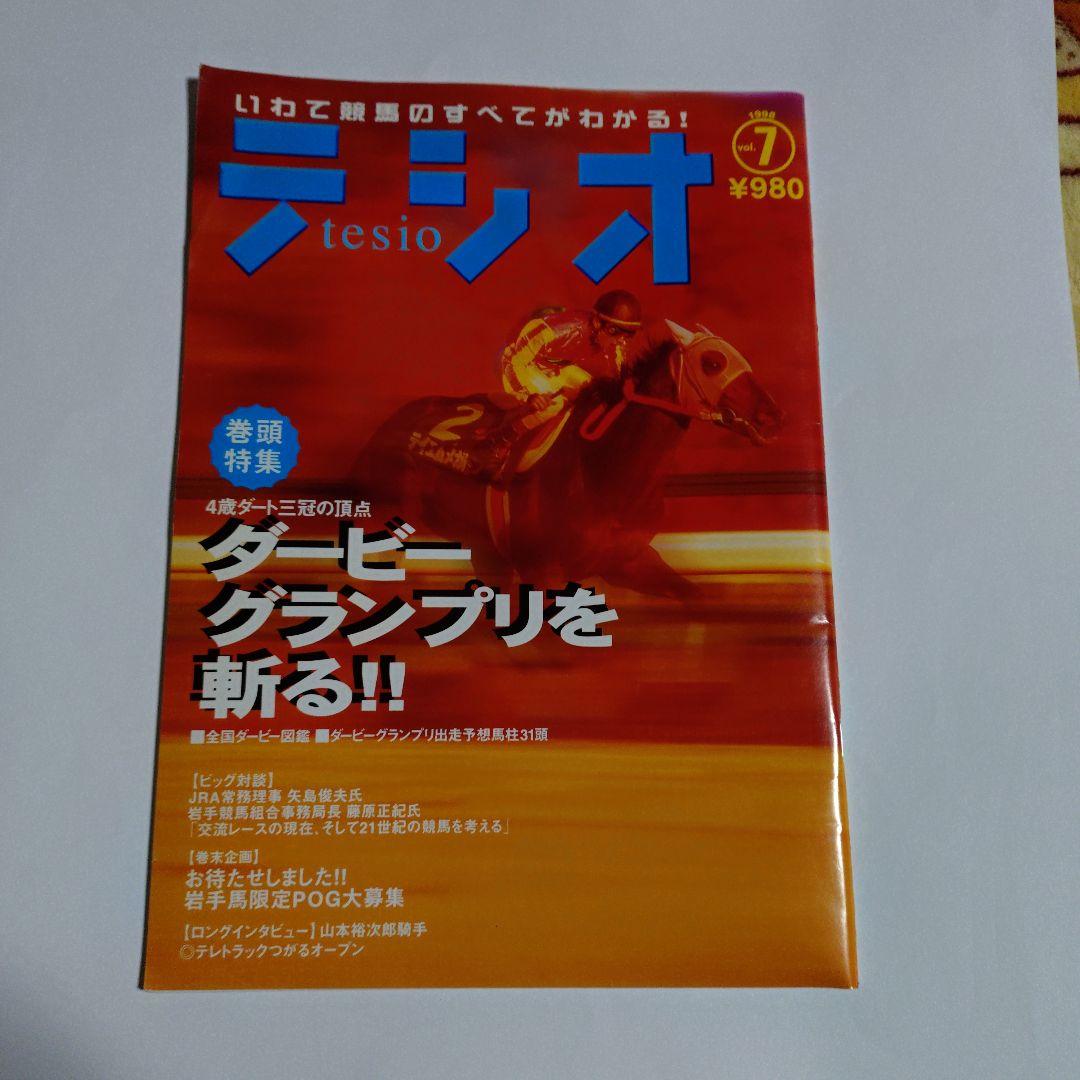 いわて競馬のすべてがわかる!
テシオ
tesio
1998
vol.7
¥980
2
巻頭
特集
4歳ダート三冠の頂点
ダービー
グランプリを
斬る!!
■全国ダービー図鑑 ■ダービーグランプリ出走予想馬柱31頭
【ビッグ対談】
JRA常務理事 矢島俊夫氏
岩手競馬組合事務局長 藤原正紀氏
「交流レースの現在、そして21世紀の競馬を考える」
【巻末企画】
お待たせしました!!
岩手馬限定POG大募集
【ロングインタビュー】山本裕次郎騎手
◎テレトラックつがるオープン